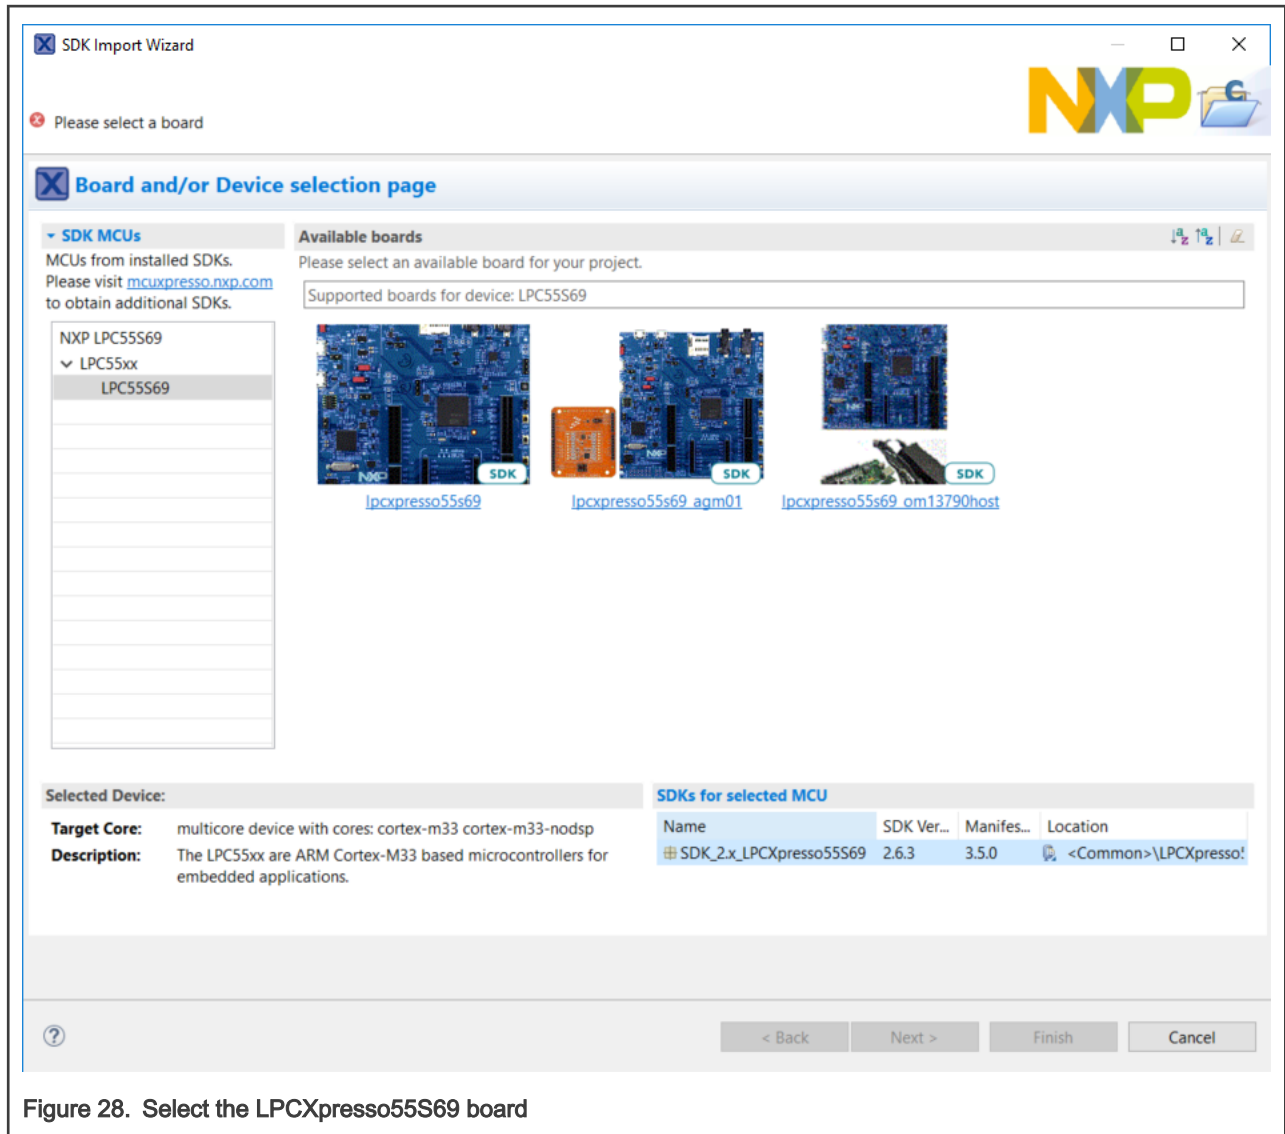 SDK Import Wizard
Please select a board
NXP
Board and/or Device selection page
SDK MCUs
MCUs from installed SDKs.
Please visit mcuxpresso.nxp.com
to obtain additional SDKs.
NXP LPC55S69
LPC55xx
LPC55S69
Available boards
Please select an available board for your project.
Supported boards for device: LPC55S69
SDK
SDK
SDK
lpcxpresso55s69
lpcxpresso55s69_agm01
lpcxpresso55s69_om13790host
Selected Device:
Target Core: multicore device with cores: cortex-m33 cortex-m33-nodsp
Description: The LPC55xx are ARM Cortex-M33 based microcontrollers for
embedded applications.
SDKs for selected MCU
Name SDK Ver... Manifes... Location
SDK_2.x_LPCXpresso55S69 2.6.3 3.5.0 <Common>\LPCXpresso!
< Back Next > Finish Cancel
Figure 28. Select the LPCXpresso55S69 board